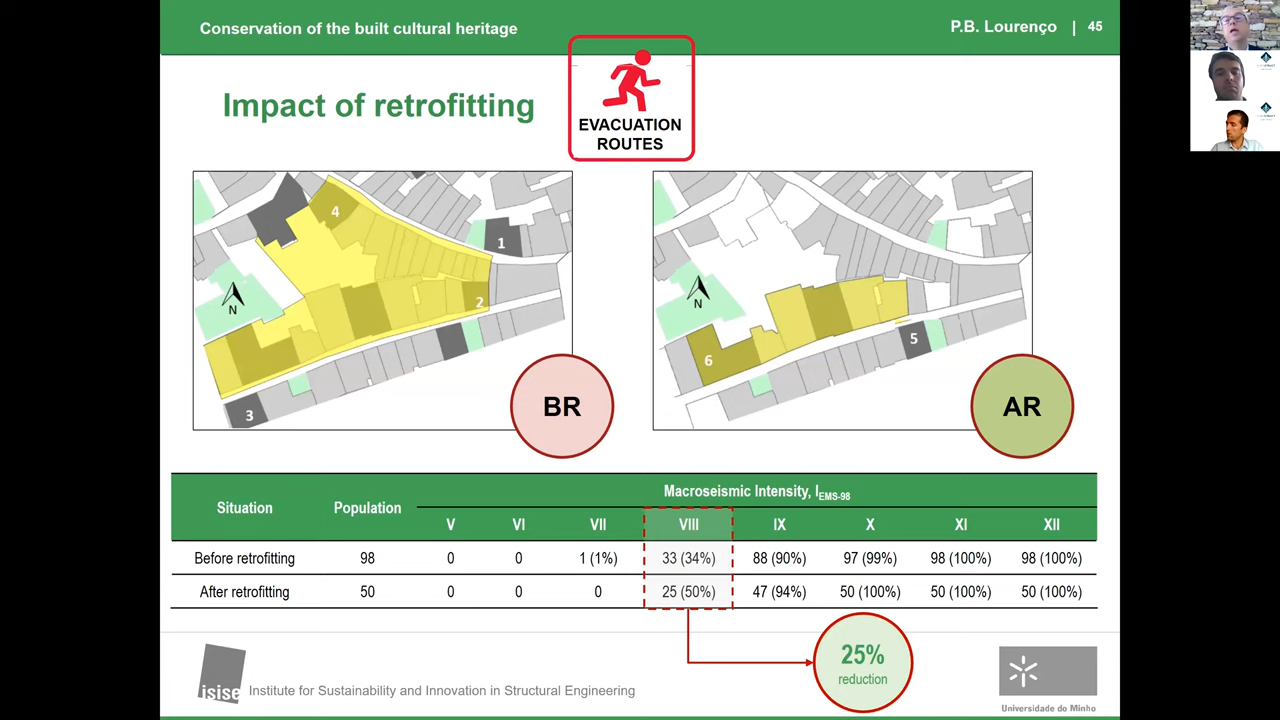 Conservation of the built cultural heritage
P.B. Lourenço | 45
Impact of retrofitting
EVACUATION
ROUTES
4
1
N
2
3
BR
N
5
6
AR
Situation
Population
Macroseismic Intensity, IEMS-98
V VI VII VIII IX X XI XII
Before retrofitting 98 0 0 1 (1%) 33 (34%) 88 (90%) 97 (99%) 98 (100%) 98 (100%)
After retrofitting 50 0 0 0 25 (50%) 47 (94%) 50 (100%) 50 (100%) 50 (100%)
25%
reduction
isise Institute for Sustainability and Innovation in Structural Engineering
Universidade do Minho